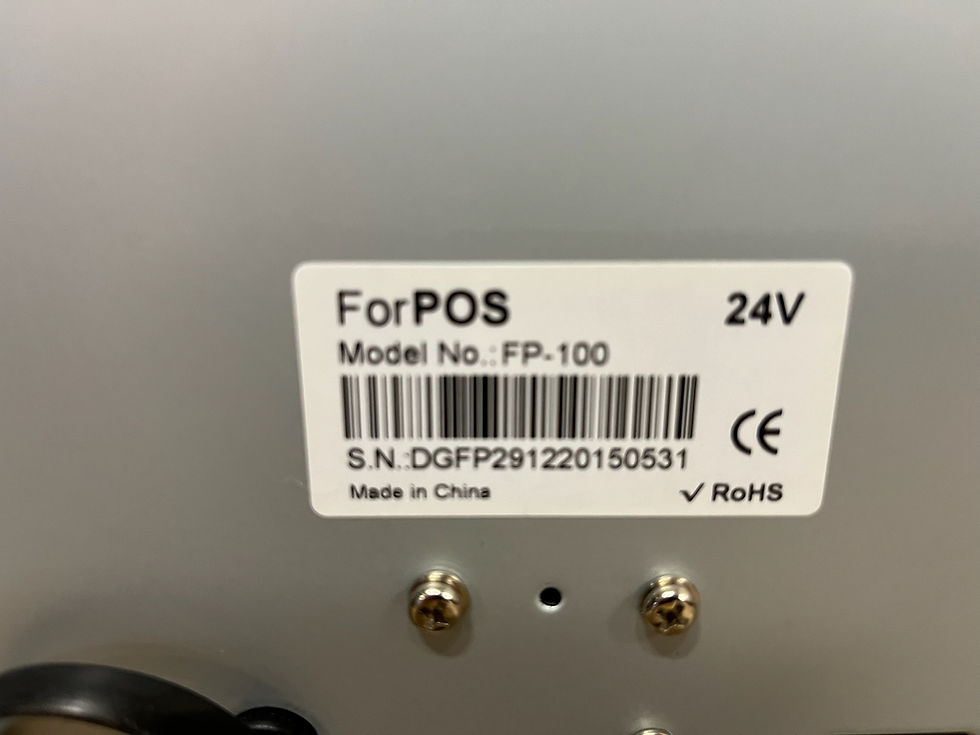 ForPOS 24V
Model No.: FP-100
CE
S.N.:DGFP291220150531
Made in China ✓ RoHS